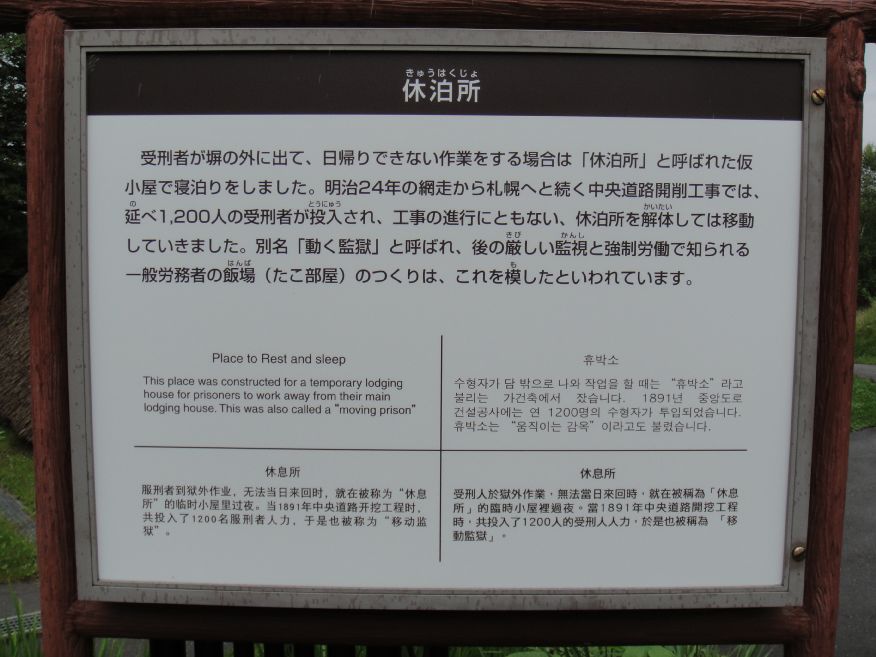 きゅうはくじょ
休泊所
受刑者が塀の外に出て、日帰りできない作業をする場合は「休泊所」と呼ばれた仮
小屋で寝泊りをしました。明治24年の網走から札幌へと続く中央道路開削工事では、
の とうにゅう かいたい
延べ1,200人の受刑者が投入され、工事の進行にともない、休泊所を解体しては移動
きび かんし
していきました。別名「動く監獄」と呼ばれ、後の厳しい監視と強制労働で知られる
はんば も
一般労務者の飯場（たこ部屋）のつくりは、これを模したといわれています。
Place to Rest and sleep
This place was constructed for a temporary lodging
house for prisoners to work away from their main
lodging house. This was also called a "moving prison"
휴박소
수형자가 담 밖으로 나와 작업을 할 때는 “휴박소” 라고
불리는 가건축에서 잤습니다. 1891년 중앙도로
건설공사에는 연 1200명의 수형자가 투입되었습니다.
휴박소는 “움직이는 감옥” 이라고도 불렸습니다.
休息所
服刑者到狱外作业，无法当日来回时，就在被称为“休息
所”的临时小屋里过夜。当1891年中央道路开挖工程时，
共投入了1200名服刑者人力，于是也被称为“移动监
狱”。
休息所
受刑人於獄外作業，無法當日來回時，就在被稱為「休息
所」的臨時小屋裡過夜。當1891年中央道路開挖工程
時，共投入了1200人的受刑人人力，於是也被稱為 「移
動監獄」。